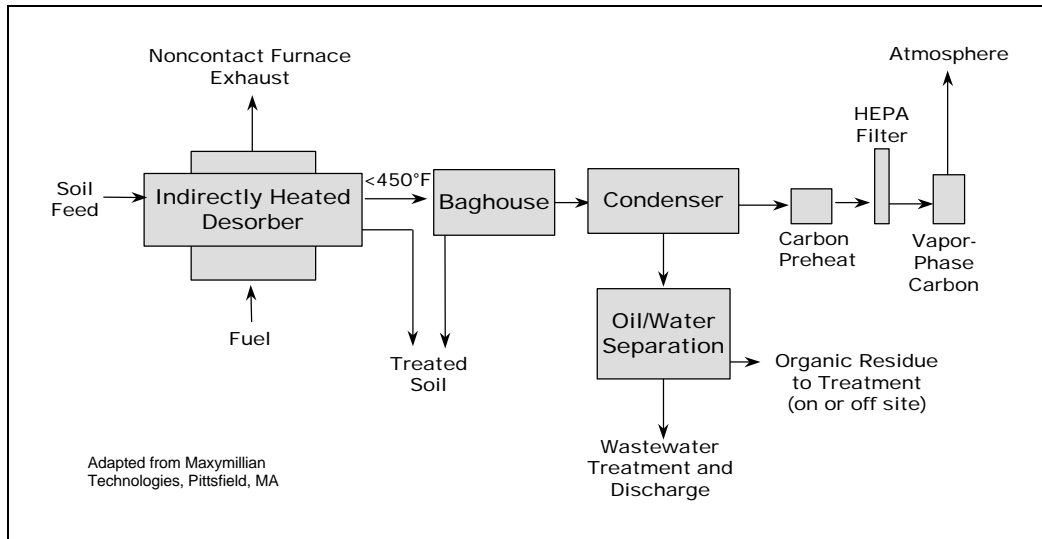 Noncontact Furnace
Exhaust
Atmosphere
HEPA
Filter
Soil
Feed
Indirectly Heated
Desorber
<450°F
Baghouse
Condenser
Carbon
Preheat
Vapor-
Phase
Carbon
Fuel
Treated
Soil
Oil/Water
Separation
Organic Residue
to Treatment
(on or off site)
Wastewater
Treatment and
Discharge
Adapted from Maxymillian
Technologies, Pittsfield, MA